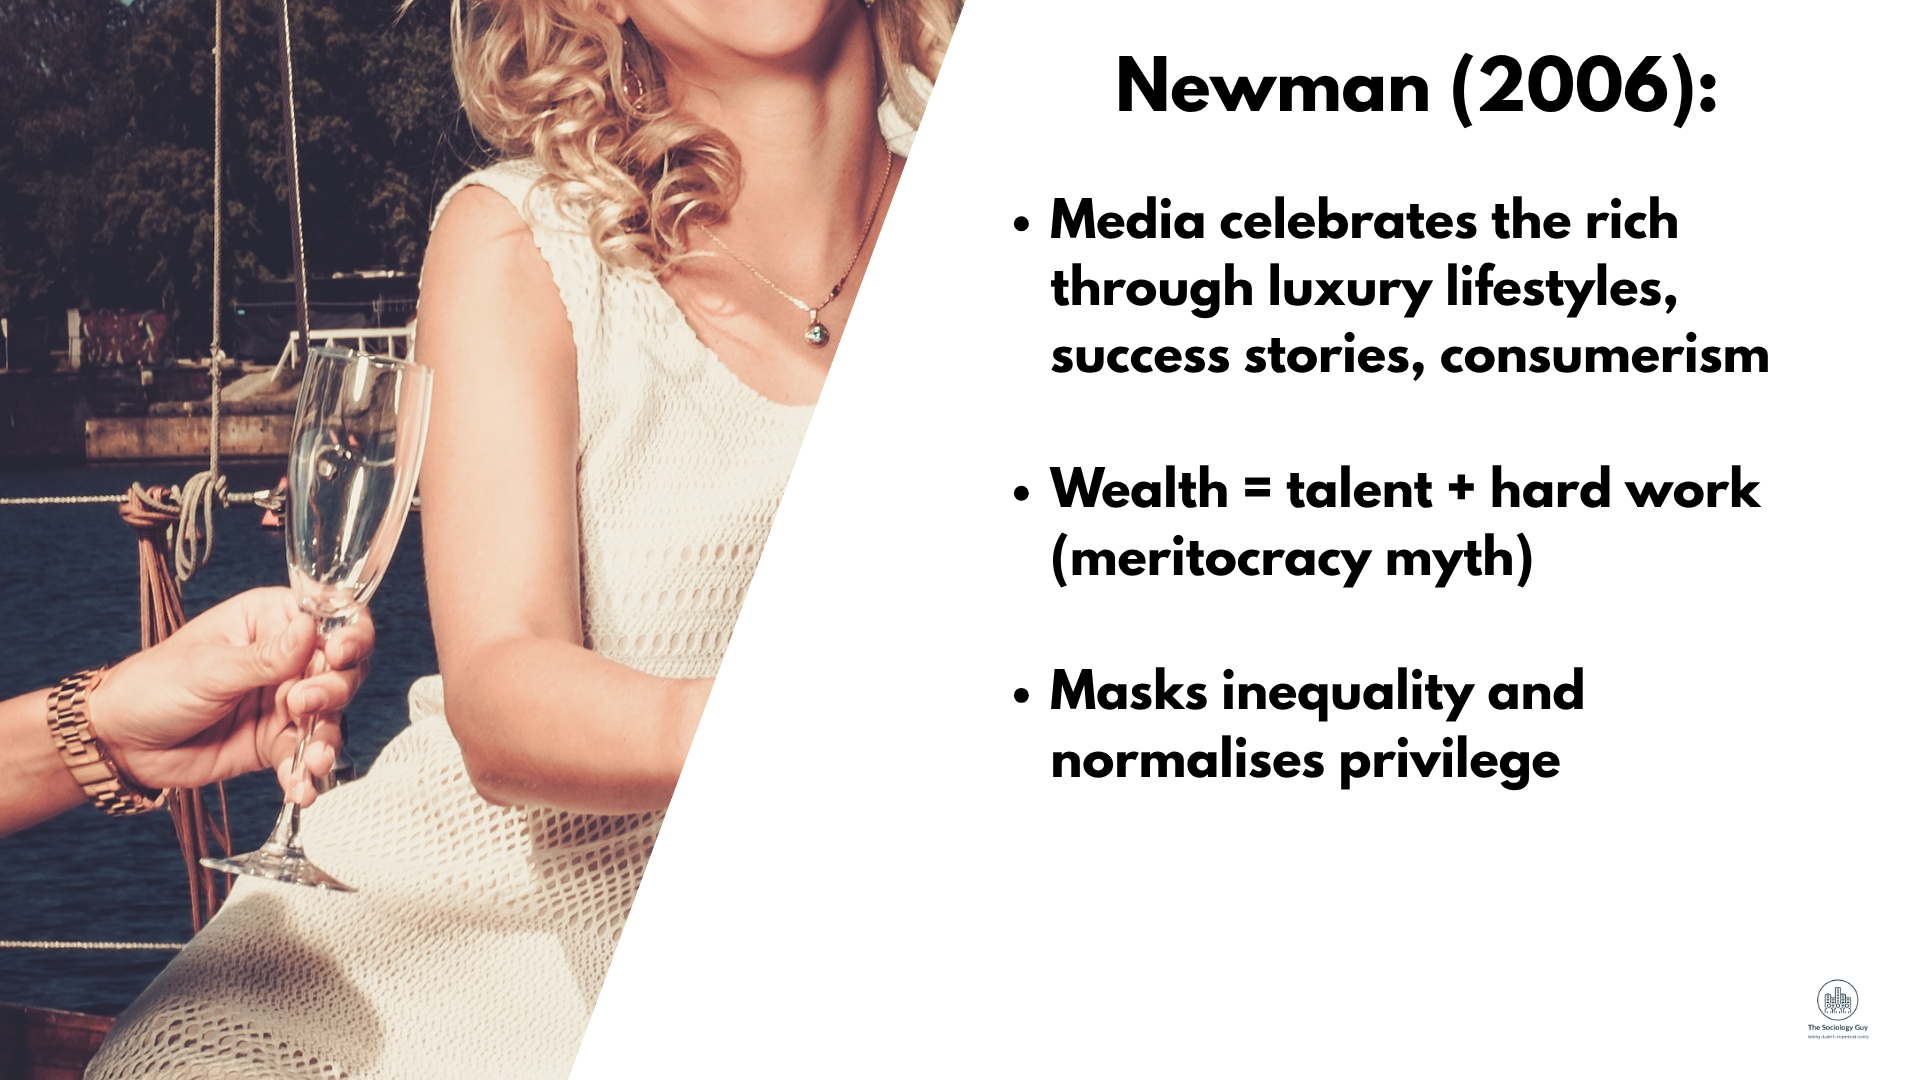 Newman (2006):
• Media celebrates the rich
through luxury lifestyles,
success stories, consumerism
• Wealth = talent + hard work
(meritocracy myth)
• Masks inequality and
normalises privilege
The Sociology Guy